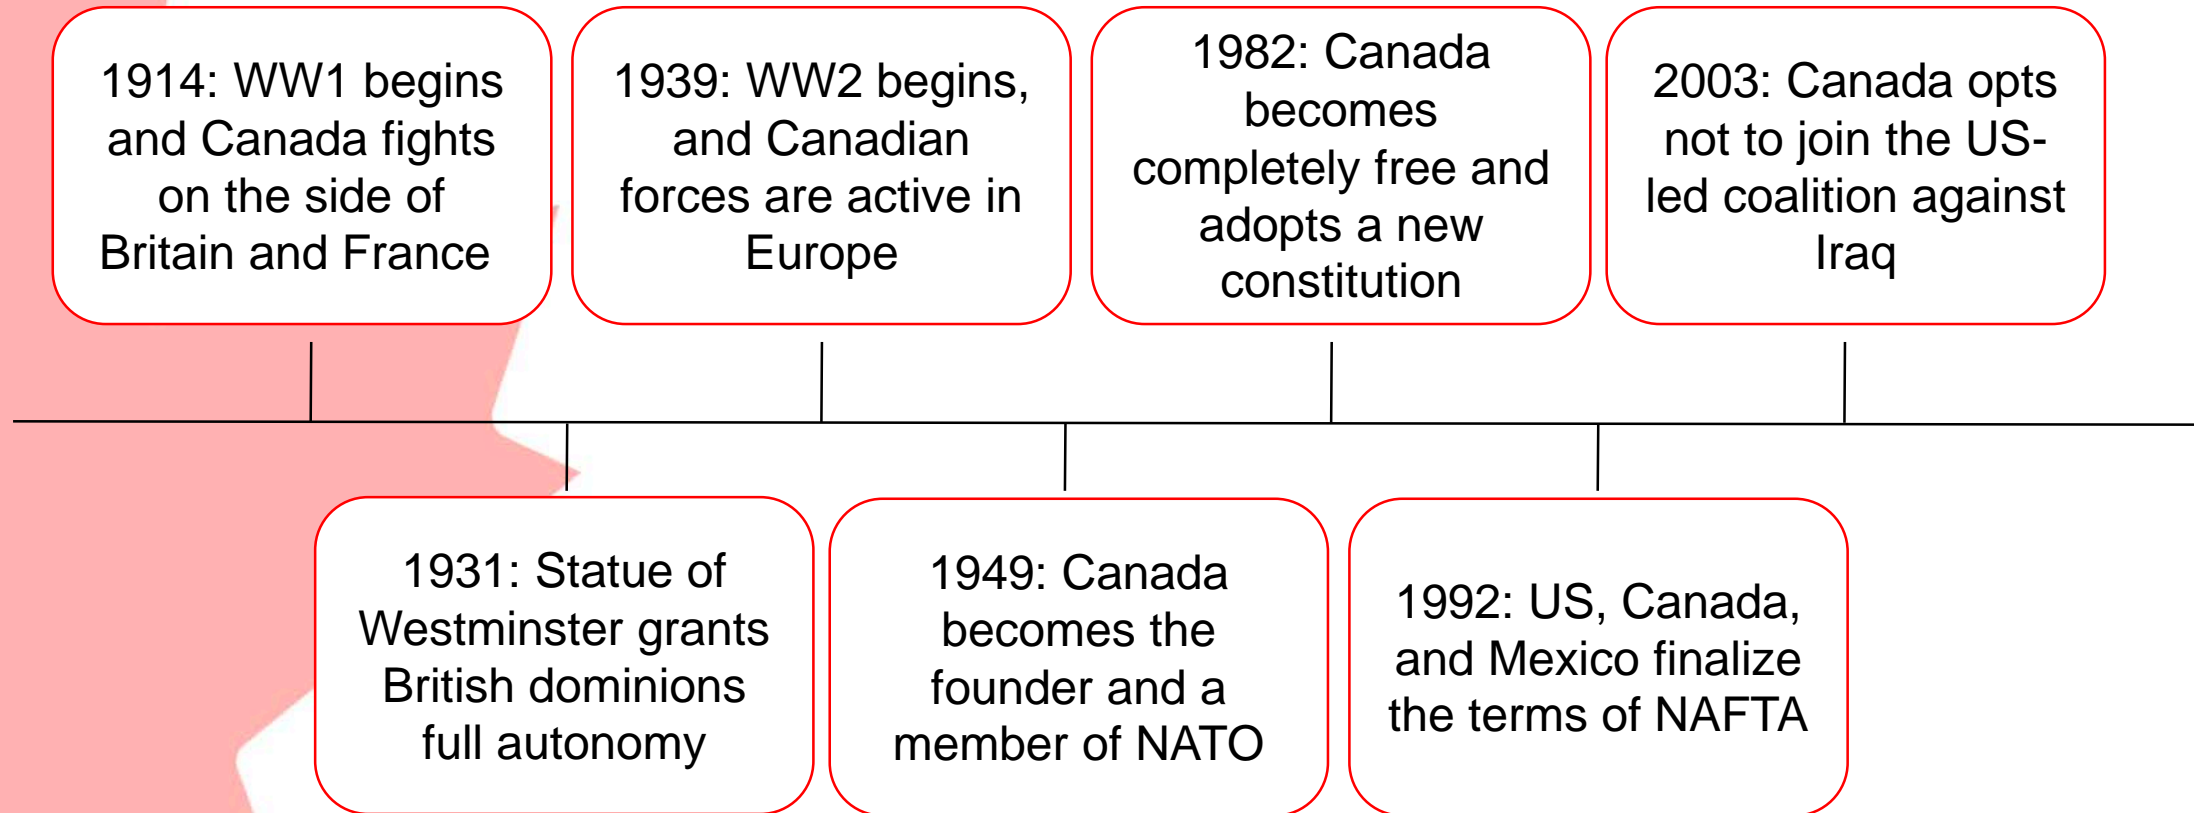 1914: WW1 begins
and Canada fights
on the side of
Britain and France
1939: WW2 begins,
and Canadian
forces are active in
Europe
1982: Canada
becomes
completely free and
adopts a new
constitution
2003: Canada opts
not to join the US-
led coalition against
Iraq
1931: Statue of
Westminster grants
British dominions
full autonomy
1949: Canada
becomes the
founder and a
member of NATO
1992: US, Canada,
and Mexico finalize
the terms of NAFTA